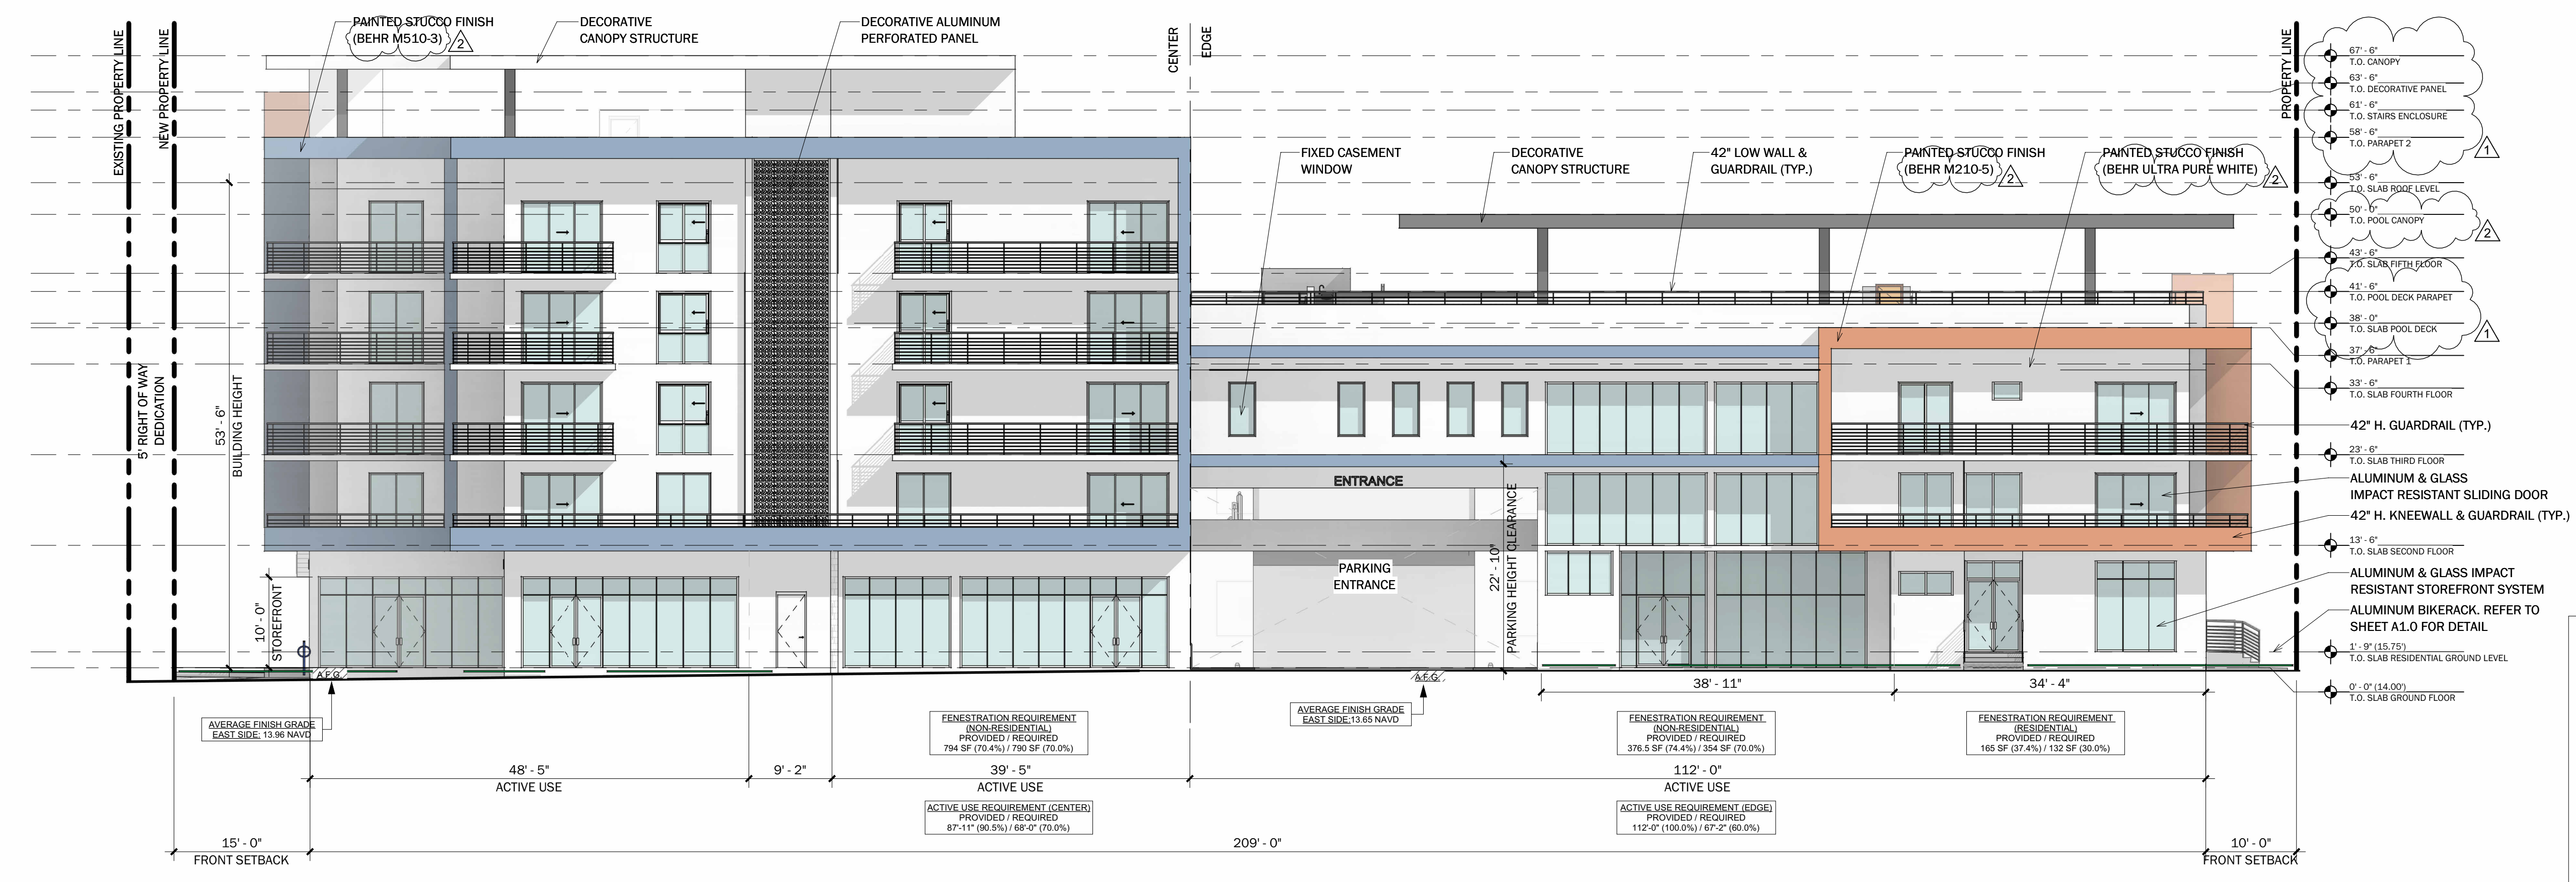 EXISTING PROPERTY LINE
NEW PROPERTY LINE
PAINTED STUCCO FINISH
(BEHR M510-3)
2
DECORATIVE
CANOPY STRUCTURE
DECORATIVE ALUMINUM
PERFORATED PANEL
CENTER
EDGE
FIXED CASEMENT
WINDOW
DECORATIVE
CANOPY STRUCTURE
42" LOW WALL &
GUARDRAIL (TYP.)
PAINTED STUCCO FINISH
(BEHR M210-5)
2
PAINTED STUCCO FINISH
(BEHR ULTRA PURE WHITE)
2
PROPERTY LINE
67' - 6"
T.O. CANOPY
63' - 6"
T.O. DECORATIVE PANEL
61' - 6"
T.O. STAIRS ENCLOSURE
58' - 6"
T.O. PARAPET 2
1
53' - 6"
T.O. SLAB ROOF LEVEL
50' - 0"
T.O. POOL CANOPY
2
43' - 6"
T.O. SLAB FIFTH FLOOR
41' - 6"
T.O. POOL DECK PARAPET
38' - 0"
T.O. SLAB POOL DECK
1
37' - 6"
T.O. PARAPET 1
33' - 6"
T.O. SLAB FOURTH FLOOR
42" H. GUARDRAIL (TYP.)
23' - 6"
T.O. SLAB THIRD FLOOR
ALUMINUM & GLASS
IMPACT RESISTANT SLIDING DOOR
42" H. KNEEWALL & GUARDRAIL (TYP.)
13' - 6"
T.O. SLAB SECOND FLOOR
ALUMINUM & GLASS IMPACT
RESISTANT STOREFRONT SYSTEM
ALUMINUM BIKERACK. REFER TO
SHEET A1.0 FOR DETAIL
1' - 9" (15.75')
T.O. SLAB RESIDENTIAL GROUND LEVEL
0' - 0" (14.00')
T.O. SLAB GROUND FLOOR
5' RIGHT OF WAY
DEDICATION
53' - 6"
BUILDING HEIGHT
10' - 0"
STOREFRONT
ENTRANCE
PARKING
ENTRANCE
22' - 10"
PARKING HEIGHT CLEARANCE
A.F.G.
A.F.G.
38' - 11"
34' - 4"
AVERAGE FINISH GRADE
EAST SIDE: 13.96 NAVD
FENESTRATION REQUIREMENT
(NON-RESIDENTIAL)
PROVIDED / REQUIRED
794 SF (70.4%) / 790 SF (70.0%)
AVERAGE FINISH GRADE
EAST SIDE:13.65 NAVD
FENESTRATION REQUIREMENT
(NON-RESIDENTIAL)
PROVIDED / REQUIRED
376.5 SF (74.4%) / 354 SF (70.0%)
FENESTRATION REQUIREMENT
(RESIDENTIAL)
PROVIDED / REQUIRED
165 SF (37.4%) / 132 SF (30.0%)
48' - 5"
ACTIVE USE
9' - 2"
39' - 5"
ACTIVE USE
112' - 0"
ACTIVE USE
ACTIVE USE REQUIREMENT (CENTER)
PROVIDED / REQUIRED
87'-11" (90.5%) / 68'-0" (70.0%)
ACTIVE USE REQUIREMENT (EDGE)
PROVIDED / REQUIRED
112'-0" (100.0%) / 67'-2" (60.0%)
15' - 0"
FRONT SETBACK
209' - 0"
10' - 0"
FRONT SETBACK